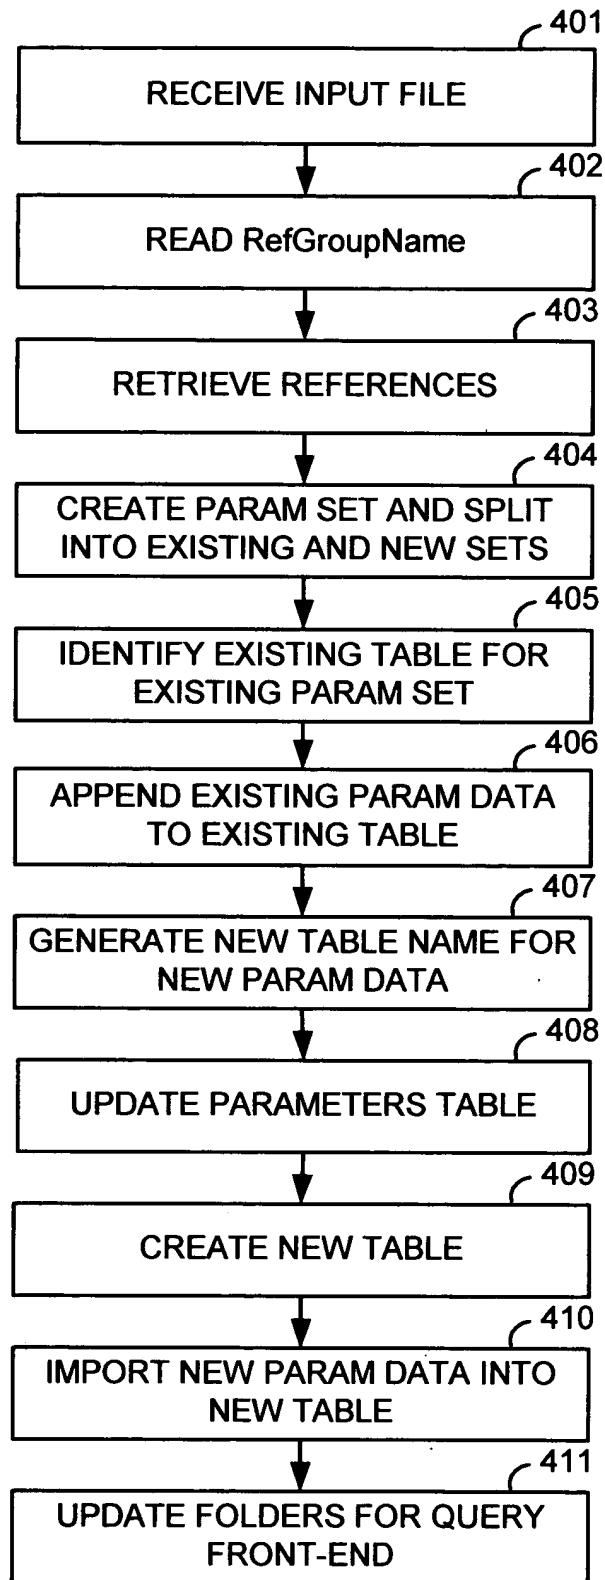 401
RECEIVE INPUT FILE
402
READ RefGroupName
403
RETRIEVE REFERENCES
404
CREATE PARAM SET AND SPLIT
INTO EXISTING AND NEW SETS
405
IDENTIFY EXISTING TABLE FOR
EXISTING PARAM SET
406
APPEND EXISTING PARAM DATA
TO EXISTING TABLE
407
GENERATE NEW TABLE NAME FOR
NEW PARAM DATA
408
UPDATE PARAMETERS TABLE
409
CREATE NEW TABLE
410
IMPORT NEW PARAM DATA INTO
NEW TABLE
411
UPDATE FOLDERS FOR QUERY
FRONT-END